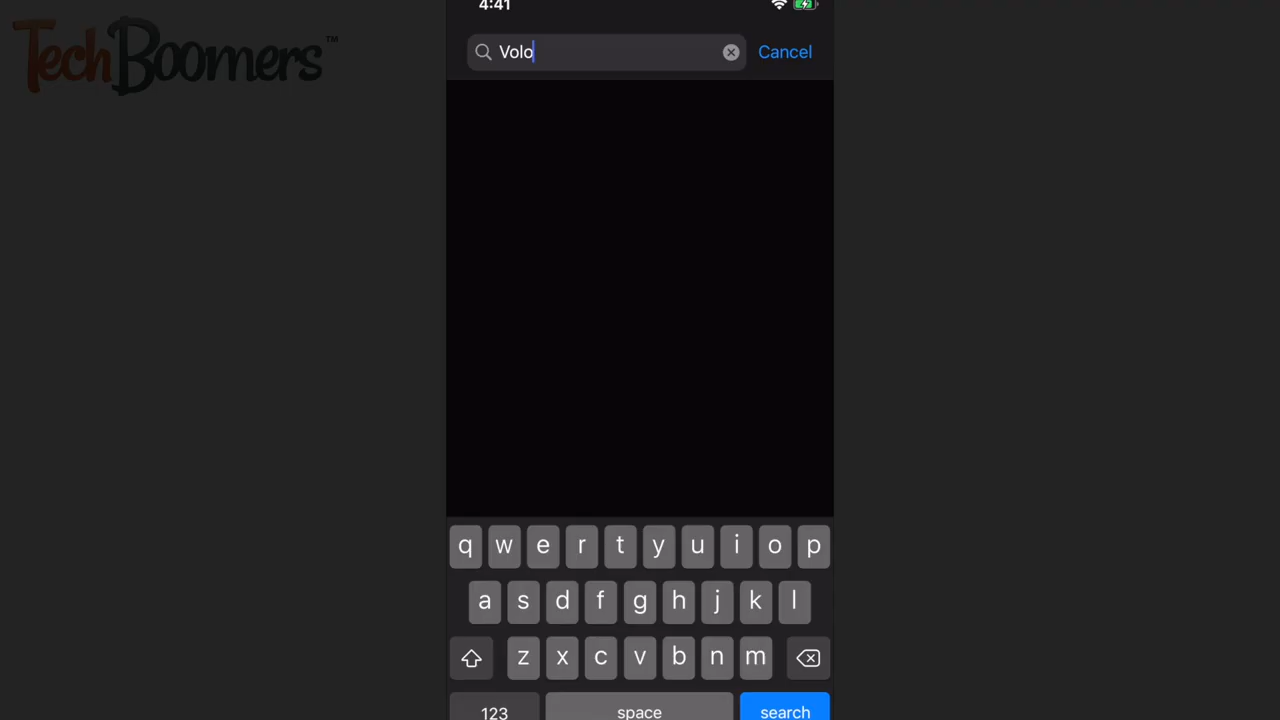 TechBoomers™
4:41
Volo
Cancel
q w e r t y u i o p
a s d f g h j k l
z x c v b n m
123 space search